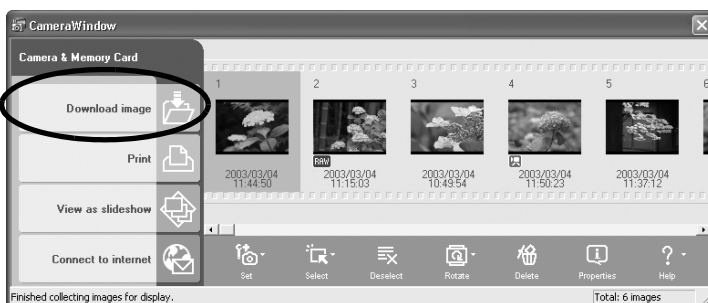 CameraWindow
Camera & Memory Card
Download image
Print
View as slideshow
Connect to internet
1
2003/03/04
11:44:50
2
RAW
2003/03/04
11:15:03
3
2003/03/04
10:49:54
4
2003/03/04
11:50:23
5
2003/03/04
11:37:12
6
Set
Select
Deselect
Rotate
Delete
Properties
Help
Finished collecting images for display.
Total: 6 images